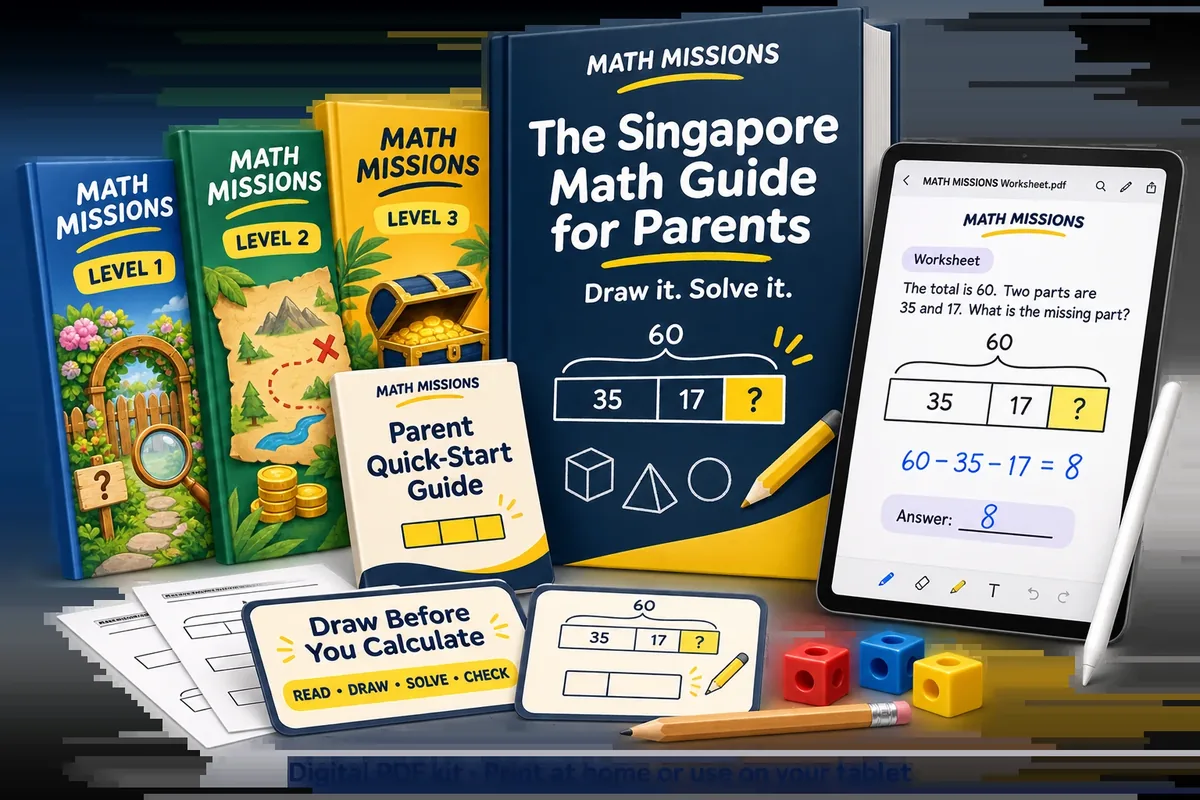 MATH
MISSIONS
LEVEL 1
?
MATH
MISSIONS
LEVEL 2
MATH
MISSIONS
LEVEL 3
MATH MISSIONS
Parent
Quick-Start
Guide
MATH MISSIONS
The Singapore
Math Guide
for Parents
Draw it. Solve it.
60
35 17 ?
MATH MISSIONS Worksheet.pdf
MATH MISSIONS
Worksheet
The total is 60. Two parts are
35 and 17. What is the missing part?
60
35 17 ?
60 – 35 – 17 = 8
Answer: 8
T
Draw Before
You Calculate
READ • DRAW • SOLVE • CHECK
60
35 17 ?
Digital PDF kit · Print at home or use on your tablet